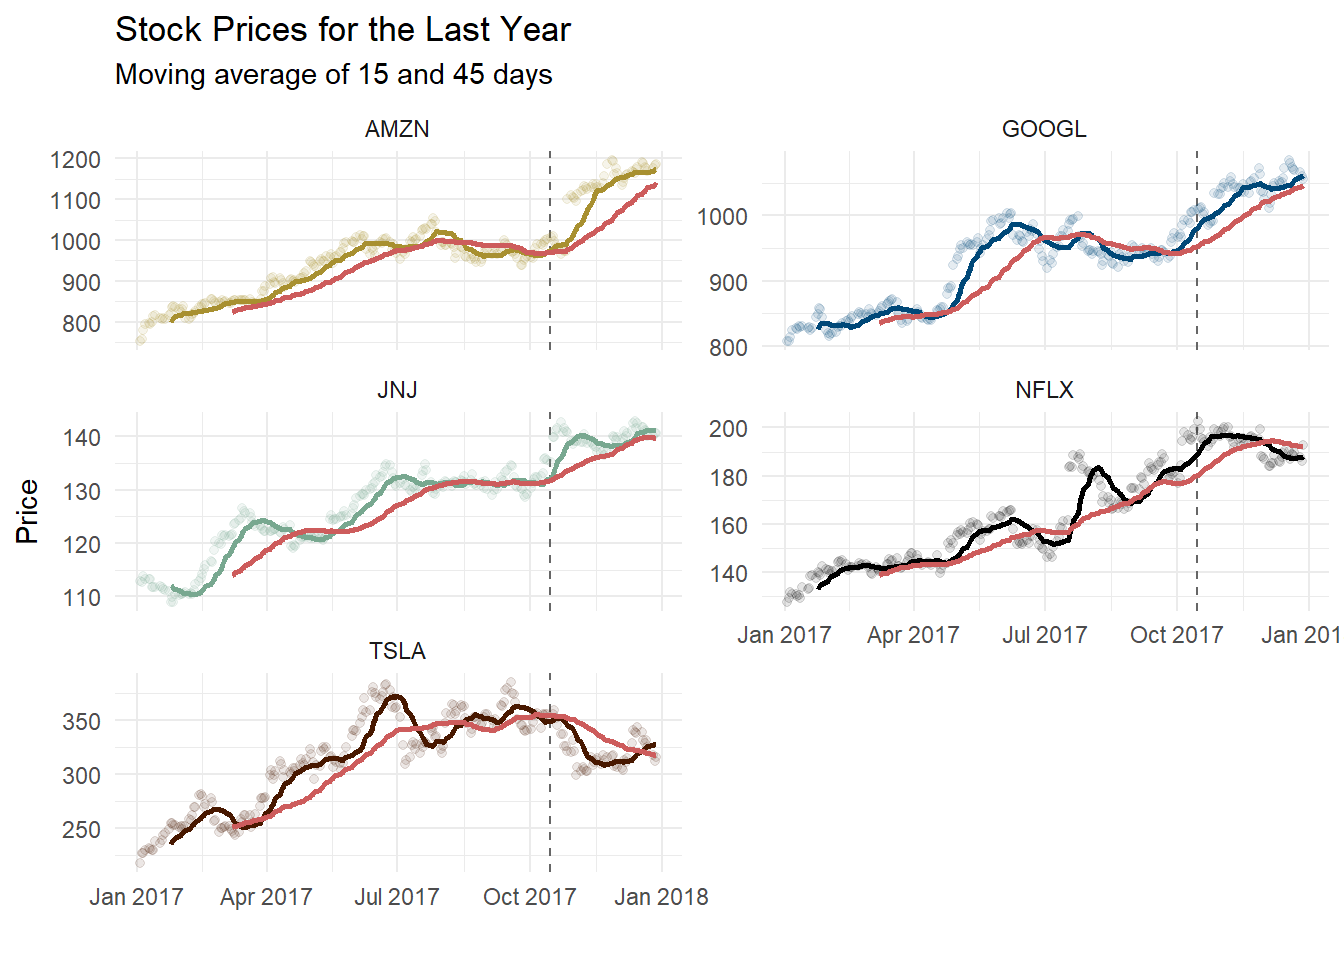 Stock Prices for the Last Year
Moving average of 15 and 45 days
AMZN
1200
1100
1000
900
800
GOOGL
1000
900
800
Price
JNJ
140
130
120
110
NFLX
200
180
160
140
Jan 2017 Apr 2017 Jul 2017 Oct 2017 Jan 201
TSLA
350
300
250
Jan 2017 Apr 2017 Jul 2017 Oct 2017 Jan 2018